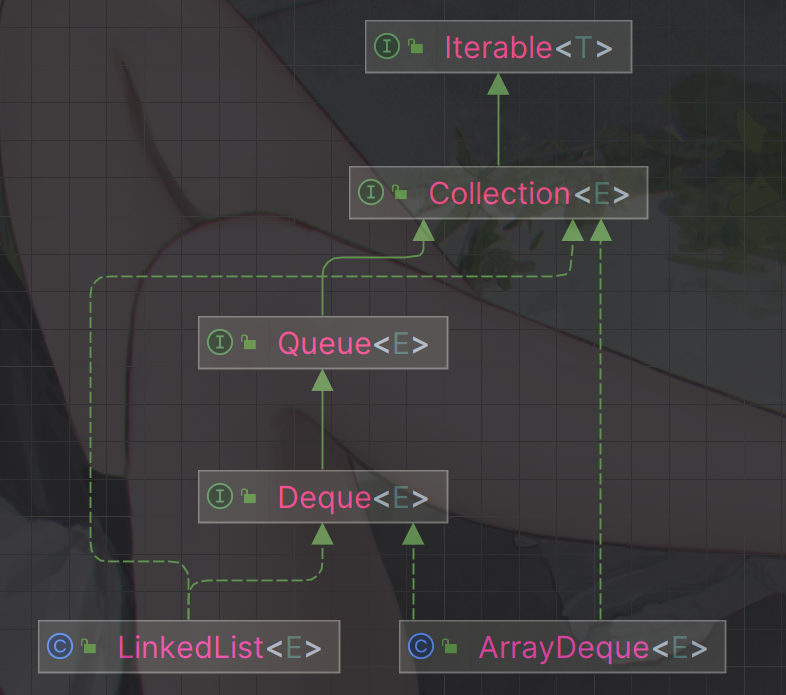 I Iterable<T>
I Collection<E>
I Queue<E>
I Deque<E>
C LinkedList<E>
C ArrayDeque<E>